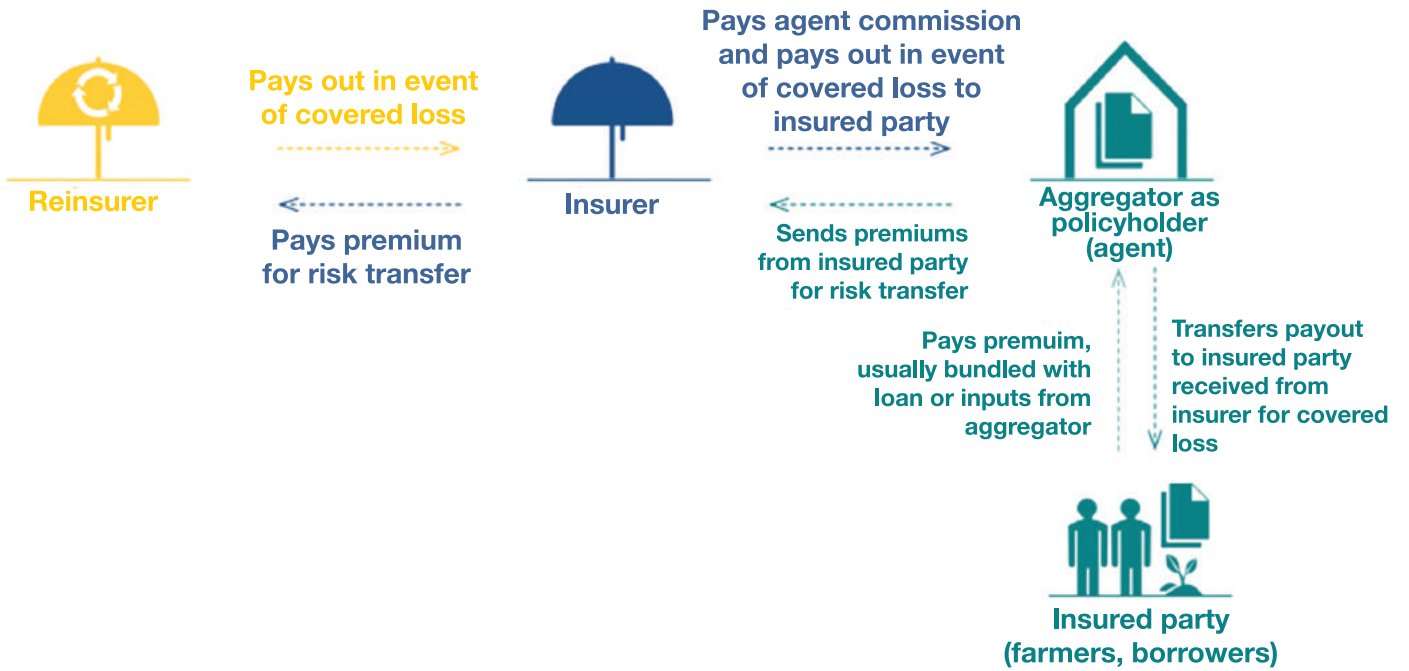 Pays out in event
of covered loss
Reinsurer
Pays premium
for risk transfer
Insurer
Pays agent commission
and pays out in event
of covered loss to
insured party
Sends premiums
from insured party
for risk transfer
Aggregator as
policyholder
(agent)
Pays premuim,
usually bundled with
loan or inputs from
aggregator
Transfers payout
to insured party
received from
insurer for covered
loss
Insured party
(farmers, borrowers)